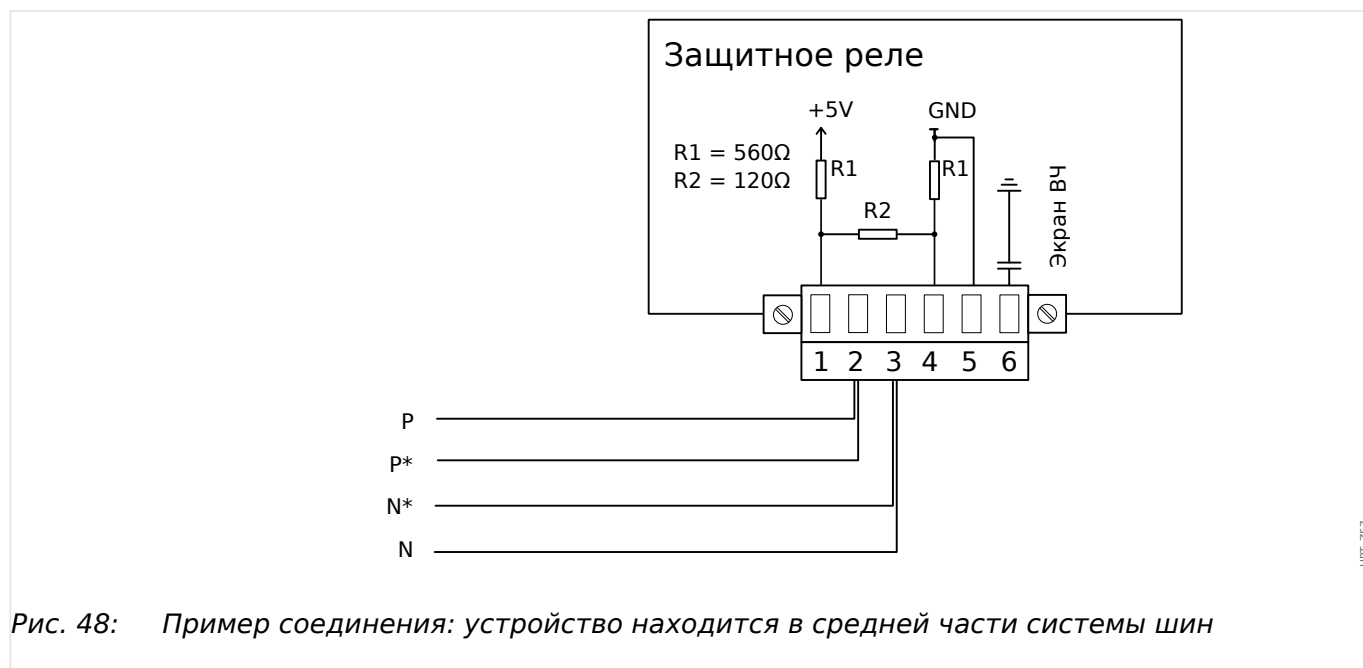 Защитное реле
+5V
GND
R1 = 560Ω
R2 = 120Ω
R1
R1
R2
Экран ВЧ
1 2 3 4 5 6
P
P*
N*
N
Рис. 48: Пример соединения: устройство находится в средней части системы шин